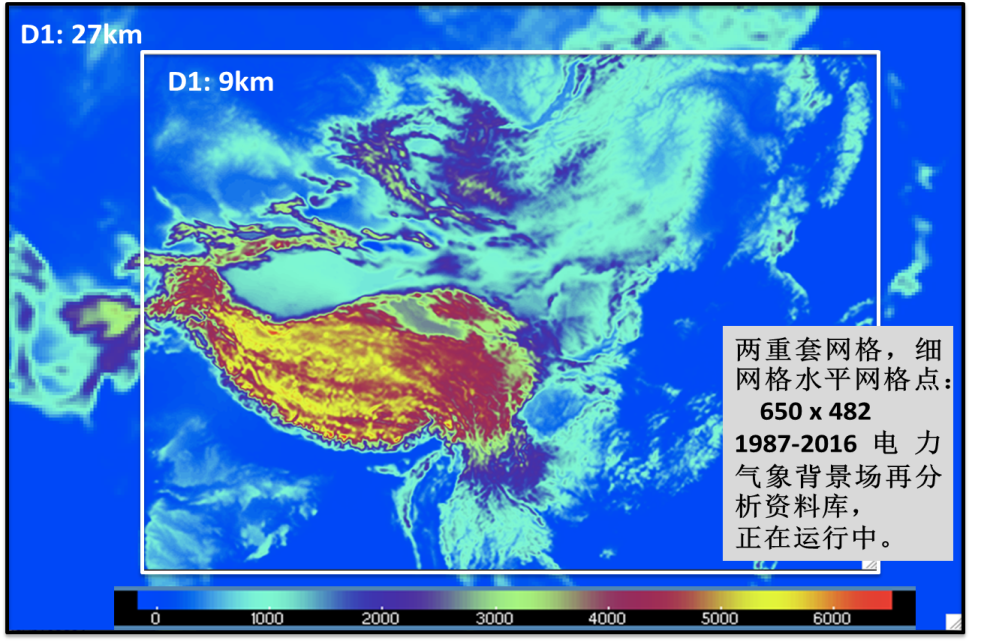 D1: 27km
D1: 9km
两重套网格，细
网格水平网格点：
650 x 482
1987-2016 电 力
气象背景场再分
析资料库，
正在运行中。
0 1000 2000 3000 4000 5000 6000